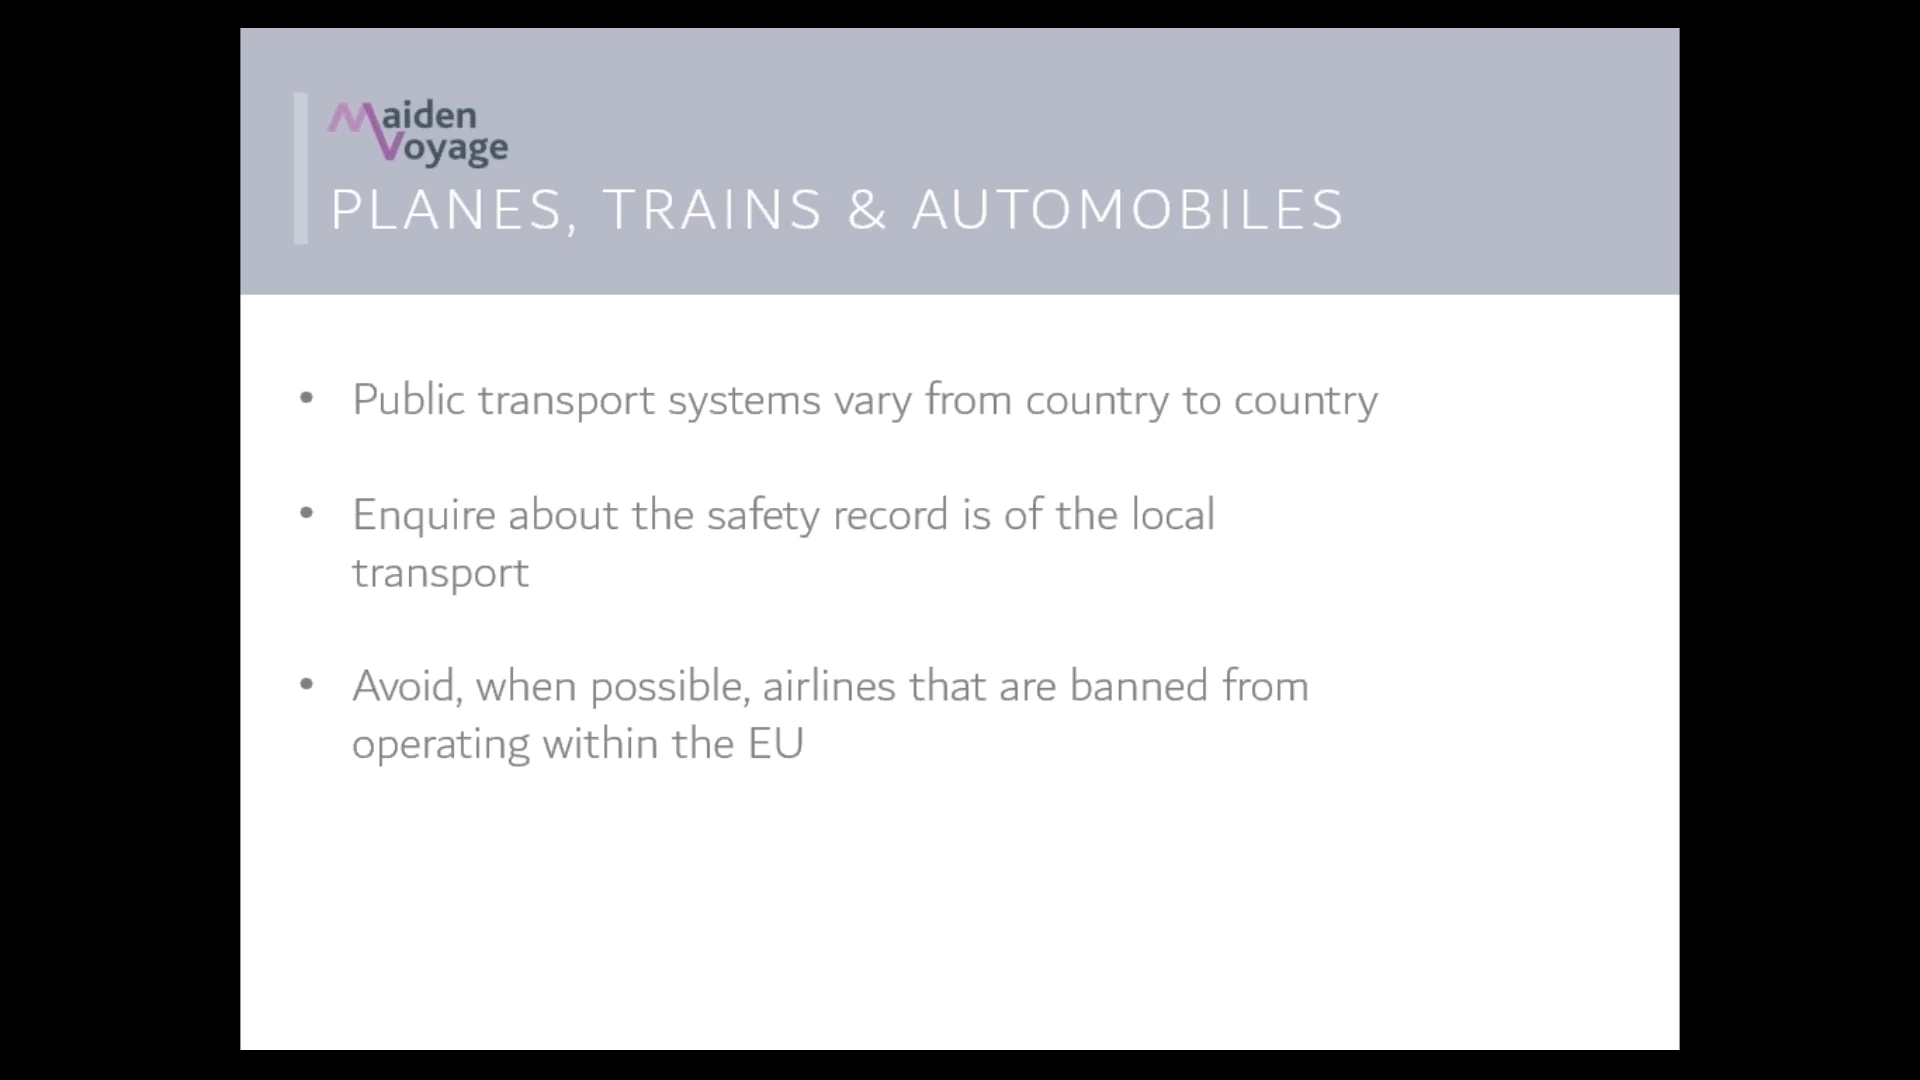 Maiden
Voyage
PLANES, TRAINS & AUTOMOBILES
• Public transport systems vary from country to country
• Enquire about the safety record is of the local
transport
• Avoid, when possible, airlines that are banned from
operating within the EU